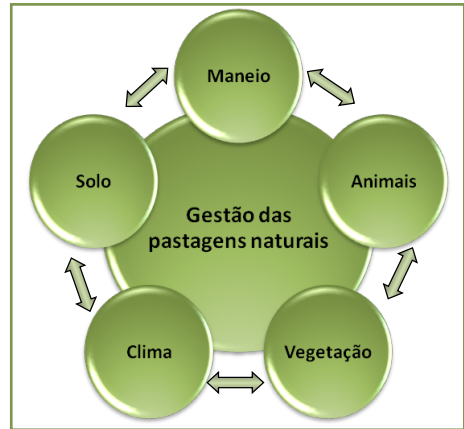 Maneio
Solo
Animais
Gestão das
pastagens naturais
Clima
Vegetação